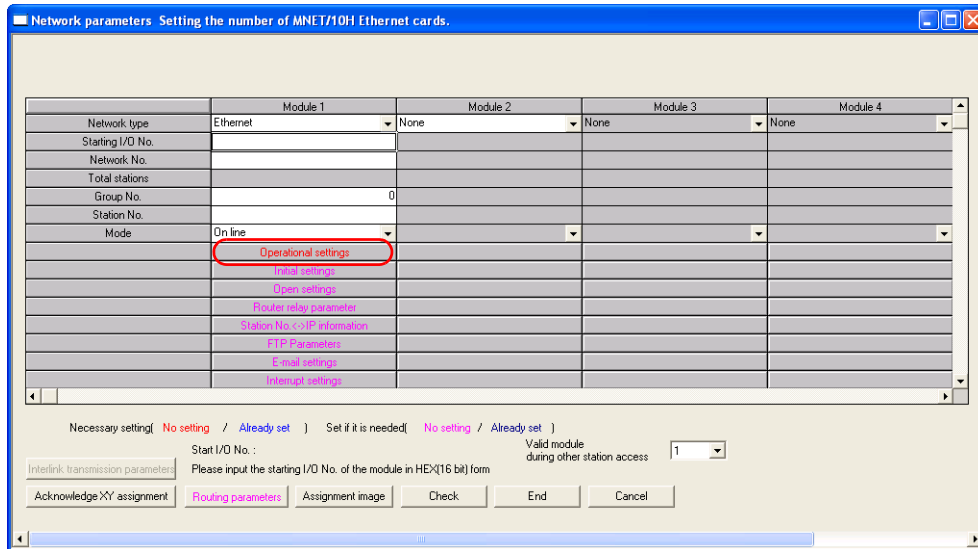 Network parameters Setting the number of MNET/10H Ethernet cards.
Module 1 Module 2 Module 3 Module 4
Network type Ethernet None None None
Starting I/O No.
Network No.
Total stations
Group No. 0
Station No.
Mode On line
Operational settings
Initial settings
Open settings
Router relay parameter
Station No.<->IP information
FTP Parameters
E-mail settings
Interrupt settings
Necessary setting( No setting / Already set ) Set if it is needed( No setting / Already set )
Start I/O No. :
Valid module
during other station access 1
Interlink transmission parameters Please input the starting I/O No. of the module in HEX(16 bit) form
Acknowledge XY assignment Routing parameters Assignment image Check End Cancel